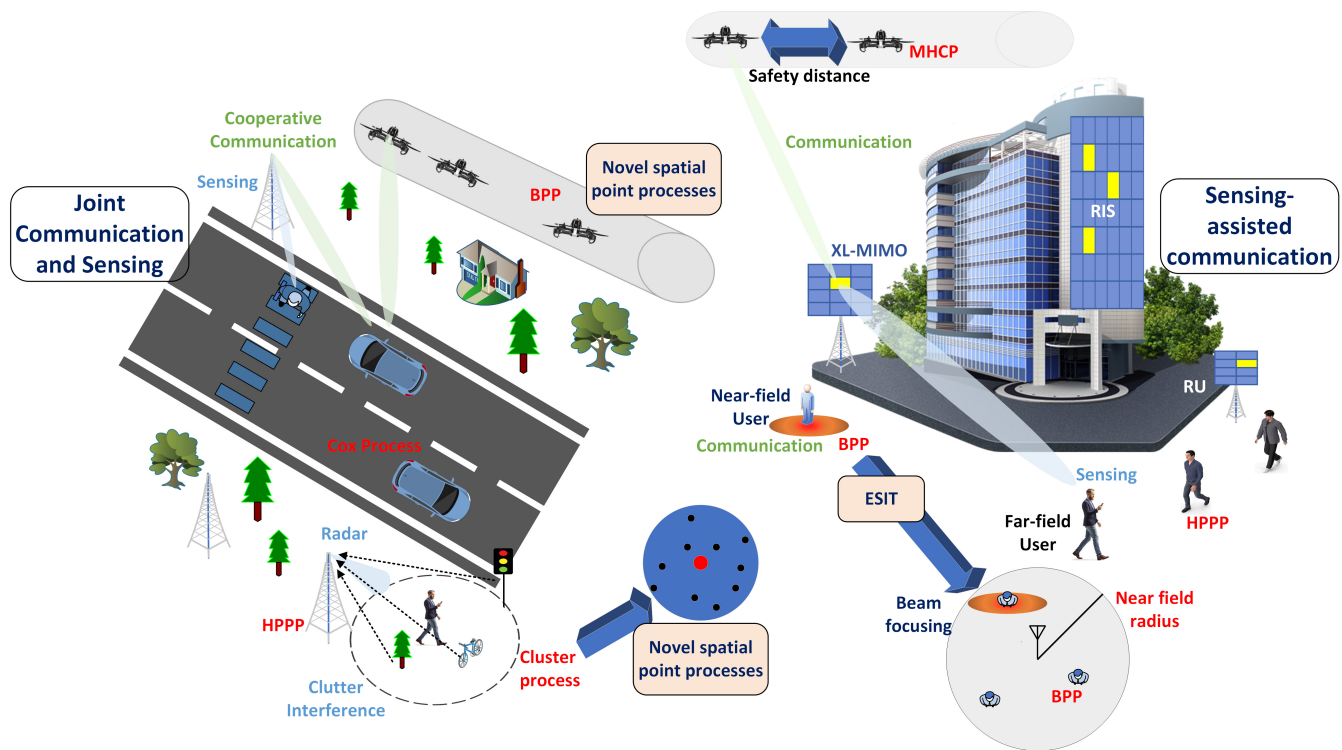 MHCP
Safety distance
Cooperative
Communication
Communication
Sensing
Novel spatial
point processes
BPP
Joint
Communication
and Sensing
RIS
Sensing-
assisted
communication
XL-MIMO
RU
Near-field
User
Communication
BPP
Cox Process
Sensing
ESIT
HPPP
Far-field
User
Radar
Beam
focusing
Near field
radius
HPPP
Cluster
process
Novel spatial
point processes
Clutter
Interference
BPP